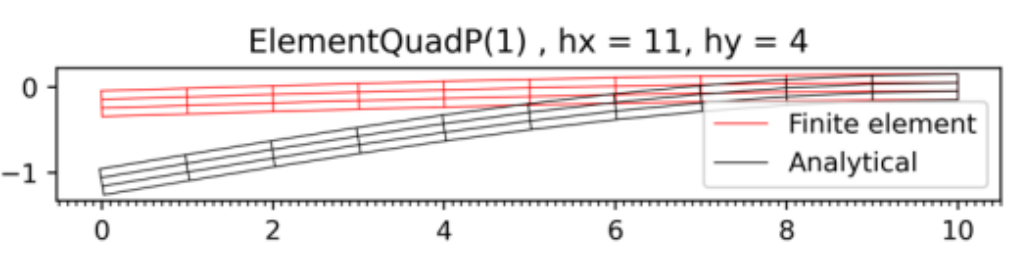 ElementQuadP(1) , hx = 11, hy = 4
0
−1
Finite element
Analytical
0 2 4 6 8 10